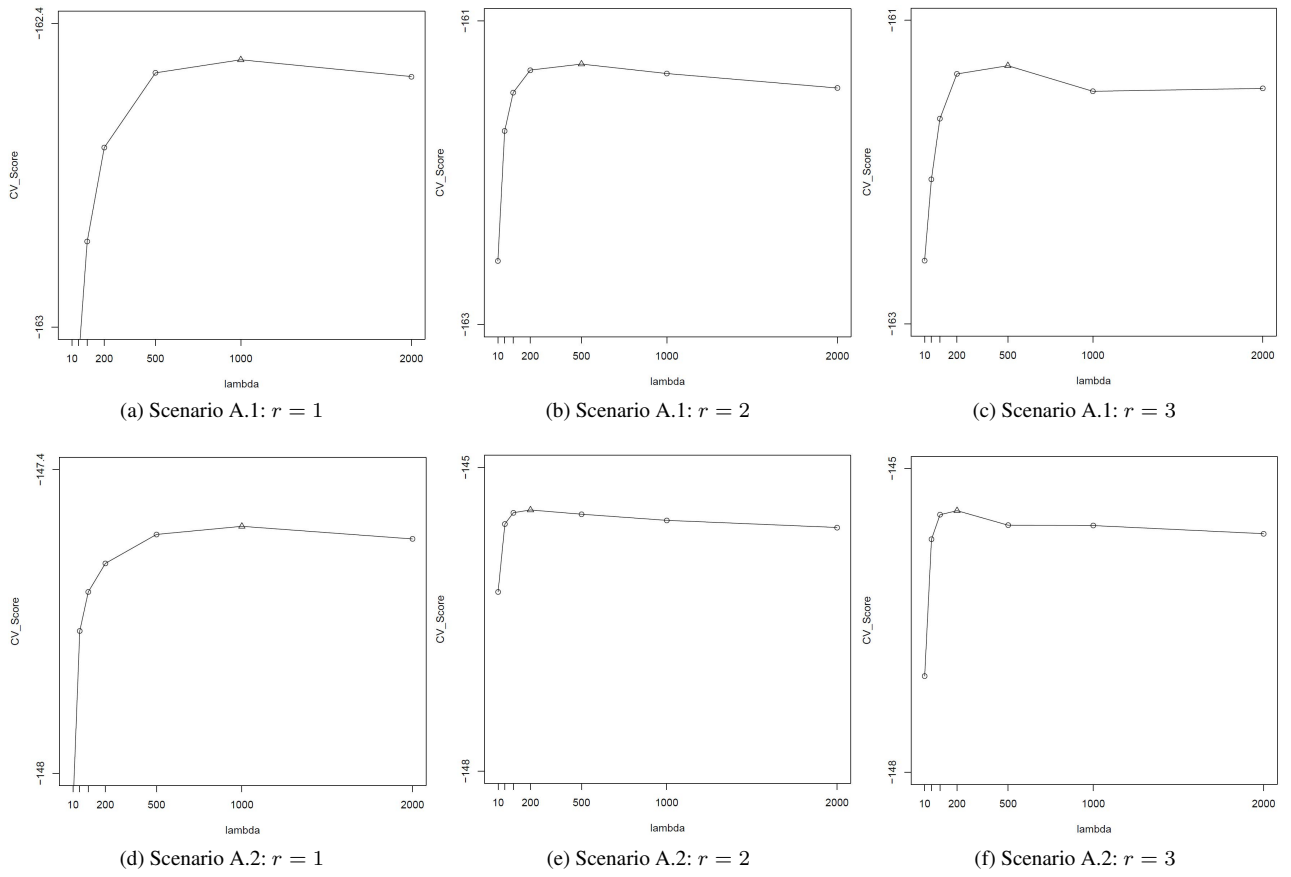 -162.4
-163
CV_Score
10 200 500 1000 2000
lambda
(a) Scenario A.1: r = 1
-161
-163
CV_Score
10 200 500 1000 2000
lambda
(b) Scenario A.1: r = 2
-161
-163
CV_Score
10 200 500 1000 2000
lambda
(c) Scenario A.1: r = 3
-147.4
-148
CV_Score
10 200 500 1000 2000
lambda
(d) Scenario A.2: r = 1
-145
-148
CV_Score
10 200 500 1000 2000
lambda
(e) Scenario A.2: r = 2
-145
-148
CV_Score
10 200 500 1000 2000
lambda
(f) Scenario A.2: r = 3